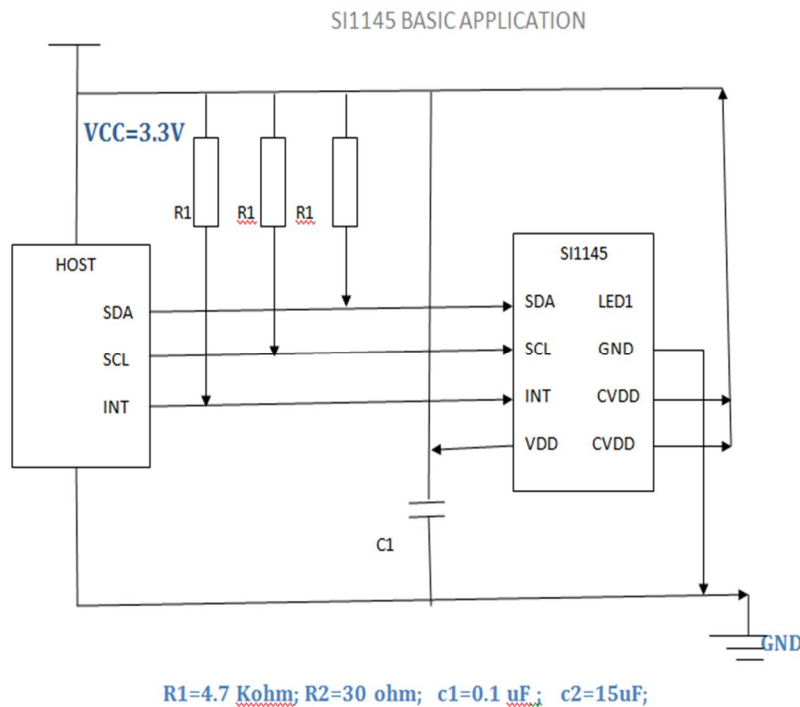 SI1145 BASIC APPLICATION
VCC=3.3V
R1 R1 R1
HOST
SDA
SCL
INT
SI1145
SDA LED1
SCL GND
INT CVDD
VDD CVDD
C1
GND
R1=4.7 Kohm; R2=30 ohm; c1=0.1 uF ; c2=15uF;